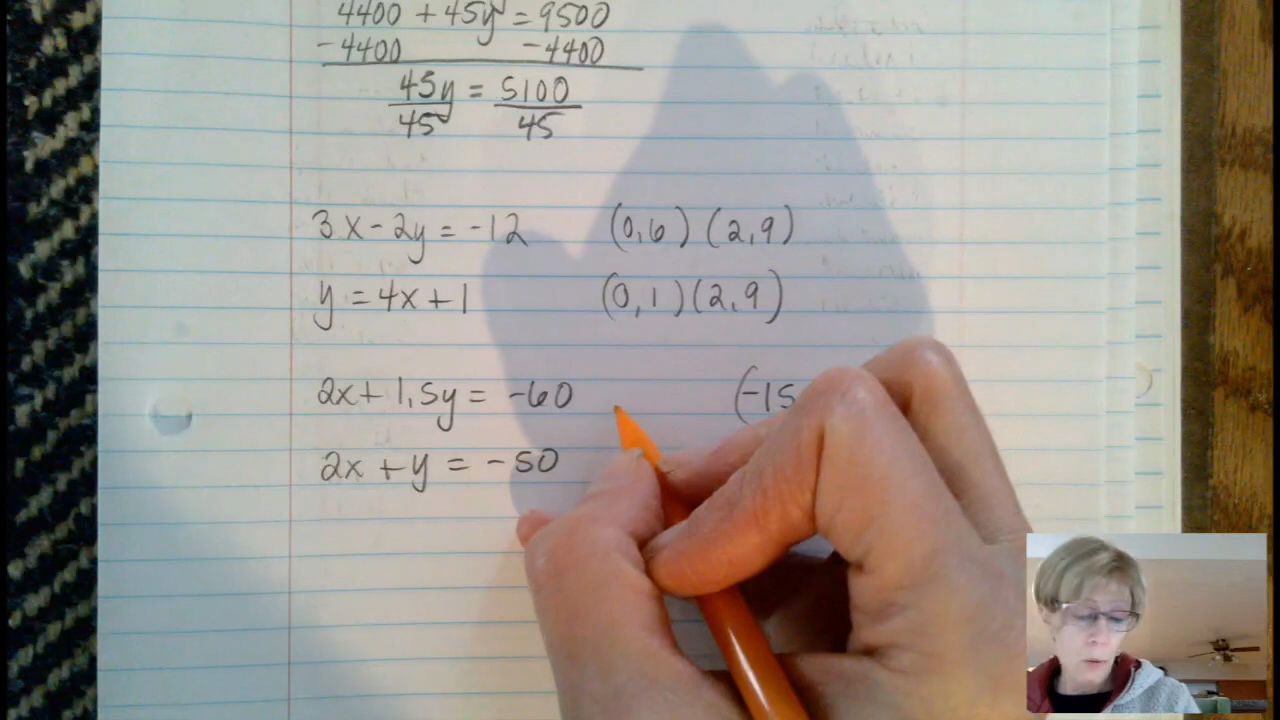 4400 + 45y = 9500
-4400 -4400
45y = 5100
45 45
3x - 2y = -12 (0,6) (2,9)
y = 4x + 1 (0,1) (2,9)
2x + 1.5y = -60 (-15
2x + y = -50